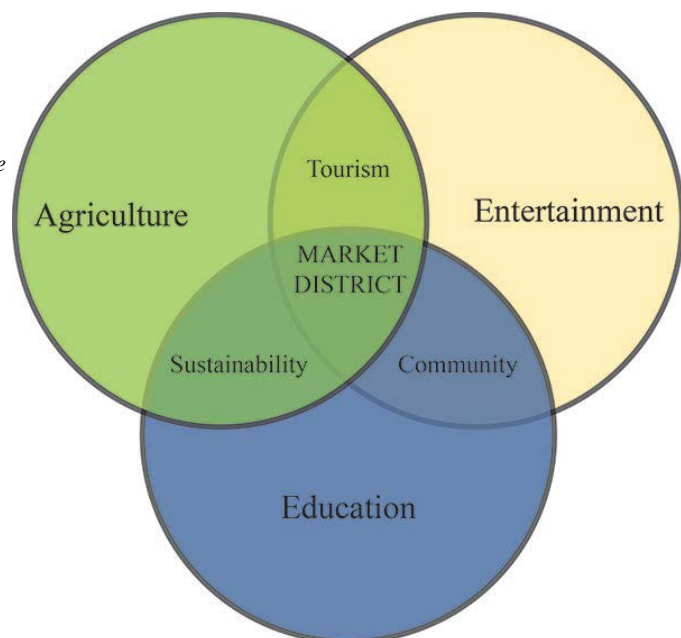 e
Tourism
Agriculture
Entertainment
MARKET
DISTRICT
Sustainability
Community
Education